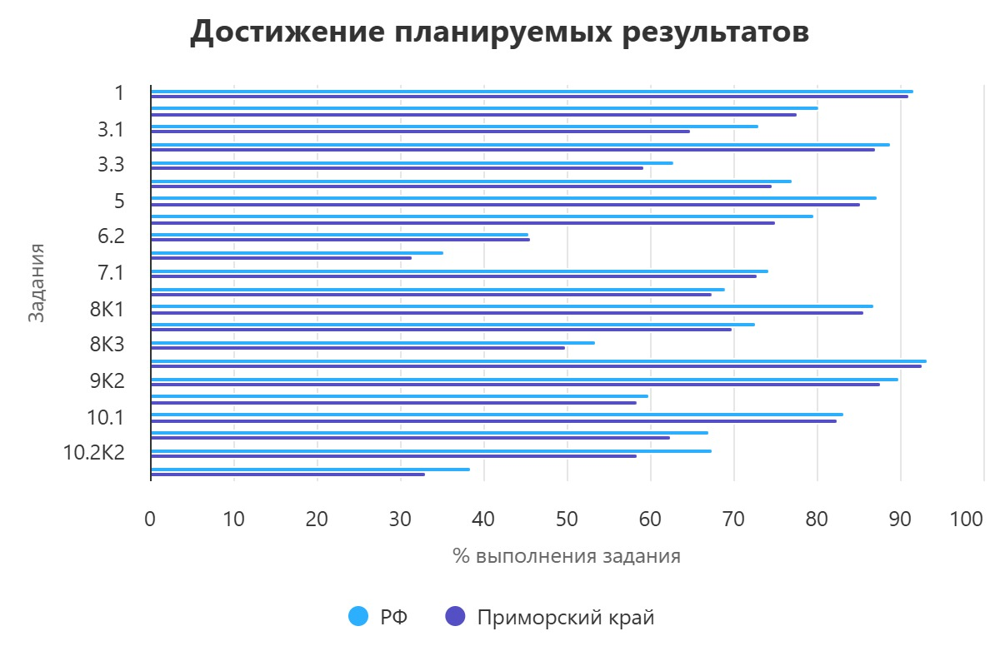 Достижение планируемых результатов
1
3.1
3.3
5
6.2
7.1
8К1
8К3
9К2
10.1
10.2К2
Задания
0 10 20 30 40 50 60 70 80 90 100
% выполнения задания
РФ Приморский край